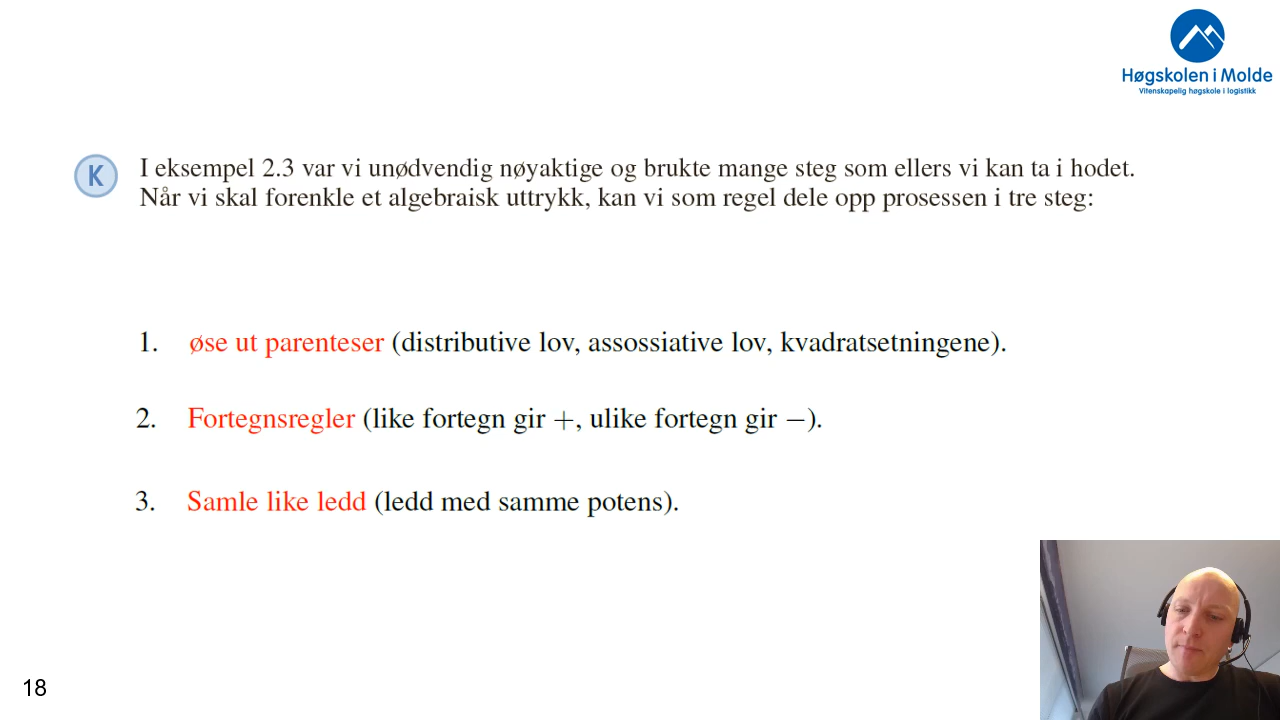 Høgskolen i Molde
Vitenskapelig høgskole i logistikk
K
I eksempel 2.3 var vi unødvendig nøyaktige og brukte mange steg som ellers vi kan ta i hodet.
Når vi skal forenkle et algebraisk uttrykk, kan vi som regel dele opp prosessen i tre steg:
1. øse ut parenteser (distributive lov, assossiative lov, kvadratsetningene).
2. Fortegnsregler (like fortegn gir +, ulike fortegn gir −).
3. Samle like ledd (ledd med samme potens).
18